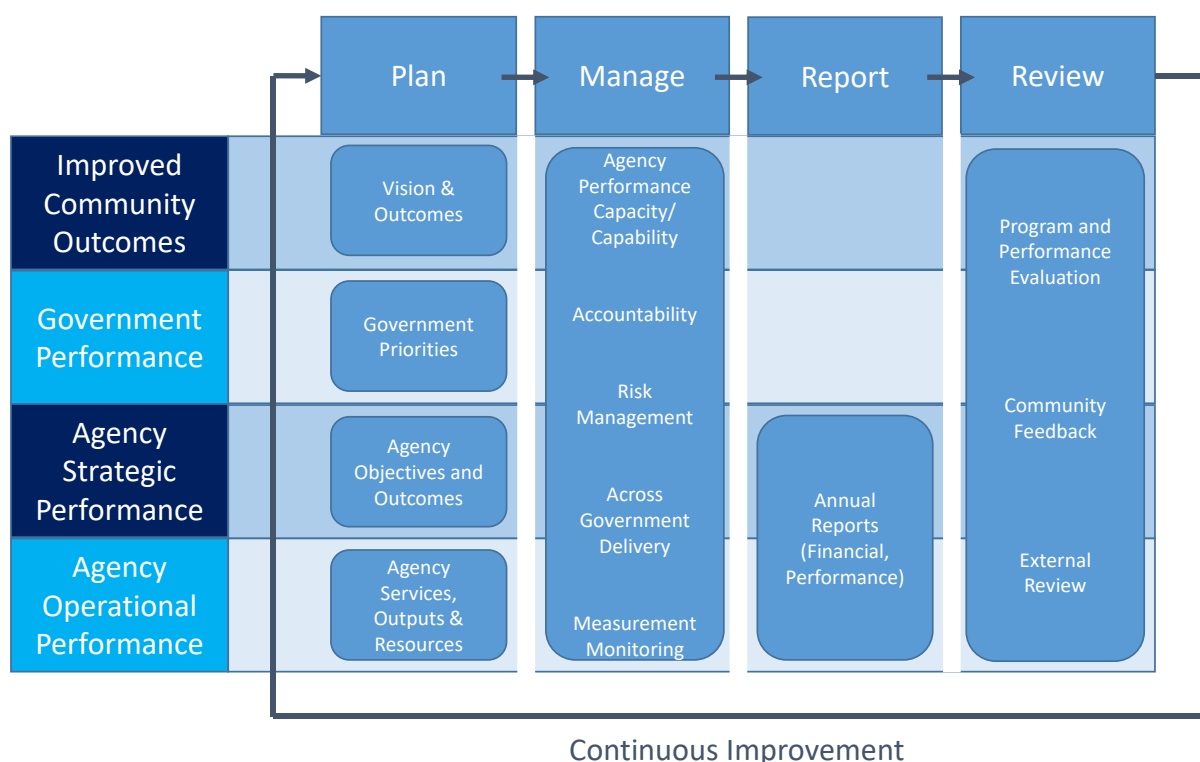 Plan
Manage
Report
Review
Improved
Community
Outcomes
Vision &
Outcomes
Agency
Performance
Capacity/
Capability
Program and
Performance
Evaluation
Government
Performance
Government
Priorities
Accountability
Risk
Management
Community
Feedback
Agency
Strategic
Performance
Agency
Objectives and
Outcomes
Across
Government
Delivery
Annual
Reports
(Financial,
Performance)
External
Review
Agency
Operational
Performance
Agency
Services,
Outputs &
Resources
Measurement
Monitoring
Continuous Improvement